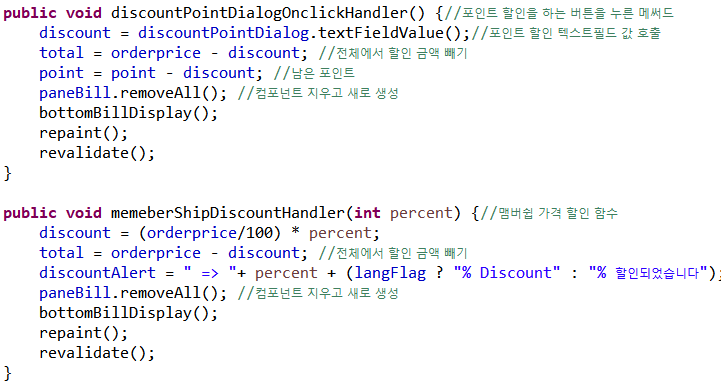 public void discountPointDialogOnclickHandler() {//포인트 할인을 하는 버튼을 누른 메써드
    discount = discountPointDialog.textFieldValue();//포인트 할인 텍스트필드 값 호출
    total = orderprice - discount; //전체에서 할인 금액 빼기
    point = point - discount; //남은 포인트
    paneBill.removeAll(); //컴포넌트 지우고 새로 생성
    bottomBillDisplay();
    repaint();
    revalidate();
}
public void memeberShipDiscountHandler(int percent) {//맴버쉽 가격 할인 함수
    discount = (orderprice/100) * percent;
    total = orderprice - discount; //전체에서 할인 금액 빼기
    discountAlert = " => "+ percent + (langFlag ? "% Discount" : "% 할인되었습니다");
    paneBill.removeAll(); //컴포넌트 지우고 새로 생성
    bottomBillDisplay();
    repaint();
    revalidate();
}